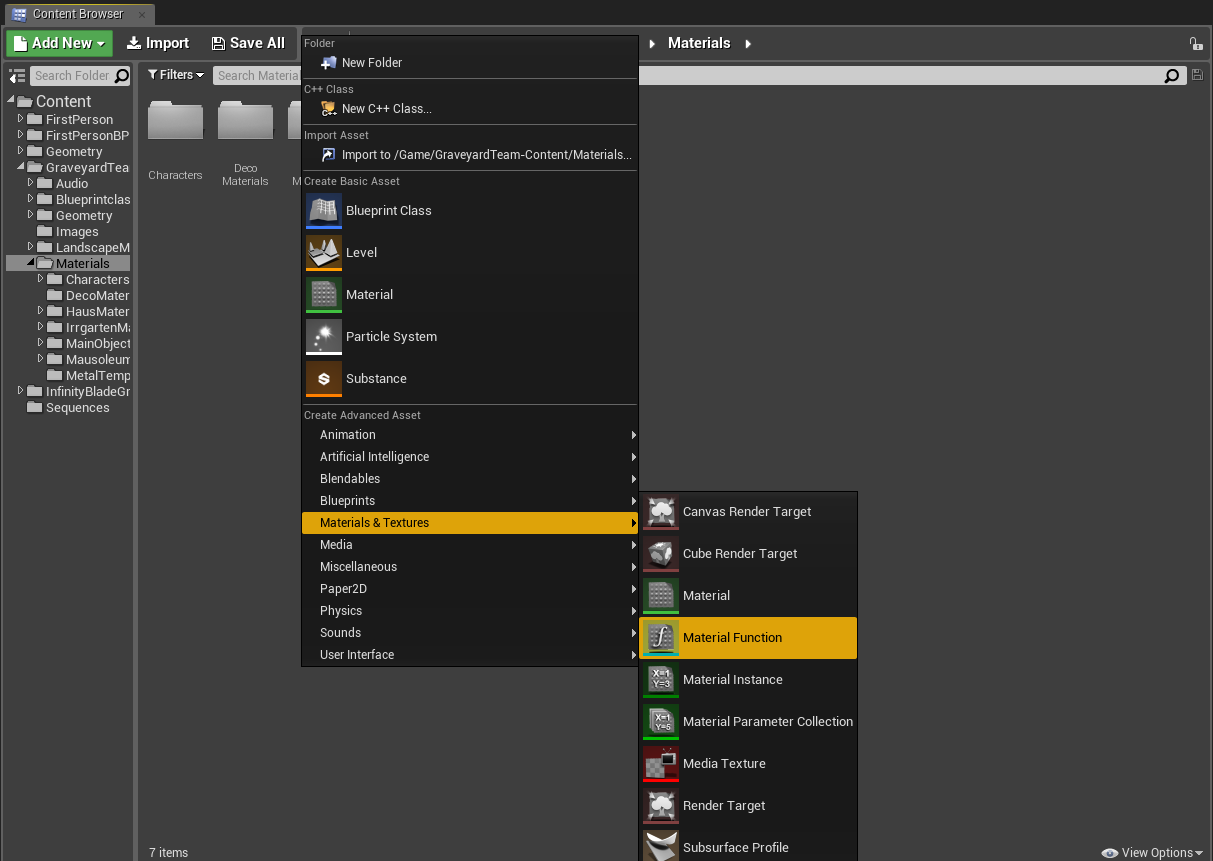 Content Browser
Add New
Import
Save All
Materials
Search Folder
Filters
Search Material
Content
FirstPerson
FirstPersonBP
Geometry
GraveyardTea
Audio
Blueprintclas
Geometry
Images
LandscapeM
Materials
Characters
DecoMater
HausMater
IrrgartenMa
MainObject
Mausoleum
MetalTemp
InfinityBladeGr
Sequences
Characters
Deco
Materials
M
Folder
New Folder
C++ Class
New C++ Class...
Import Asset
Import to /Game/GraveyardTeam-Content/Materials...
Create Basic Asset
Blueprint Class
Level
Material
Particle System
Substance
Create Advanced Asset
Animation
Artificial Intelligence
Blendables
Blueprints
Materials & Textures
Media
Miscellaneous
Paper2D
Physics
Sounds
User Interface
Canvas Render Target
Cube Render Target
Material
Material Function
X=1
Y=3
Material Instance
X=1
Y=5
Material Parameter Collection
Media Texture
Render Target
Subsurface Profile
7 items
View Options